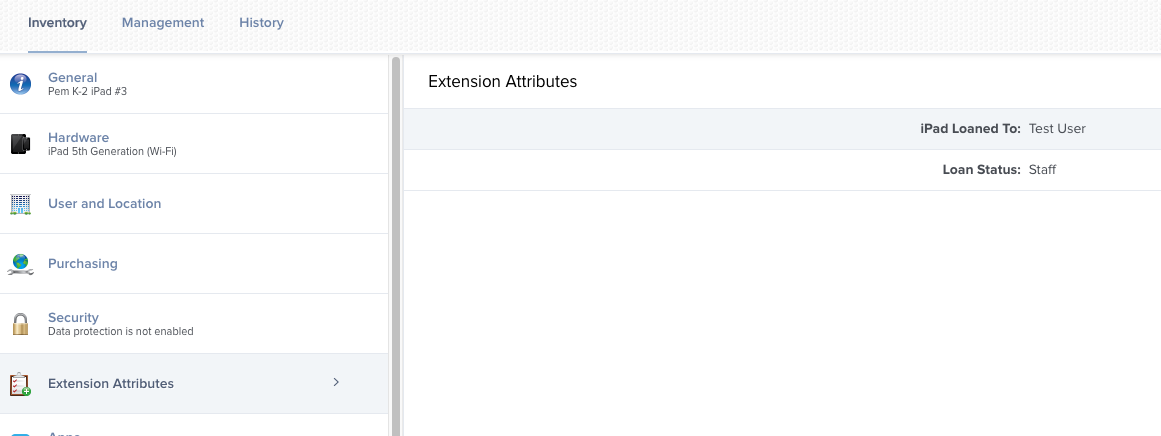 Inventory Management History
General
Pem K-2 iPad #3
Hardware
iPad 5th Generation (Wi-Fi)
User and Location
Purchasing
Security
Data protection is not enabled
Extension Attributes
Extension Attributes
iPad Loaned To: Test User
Loan Status: Staff